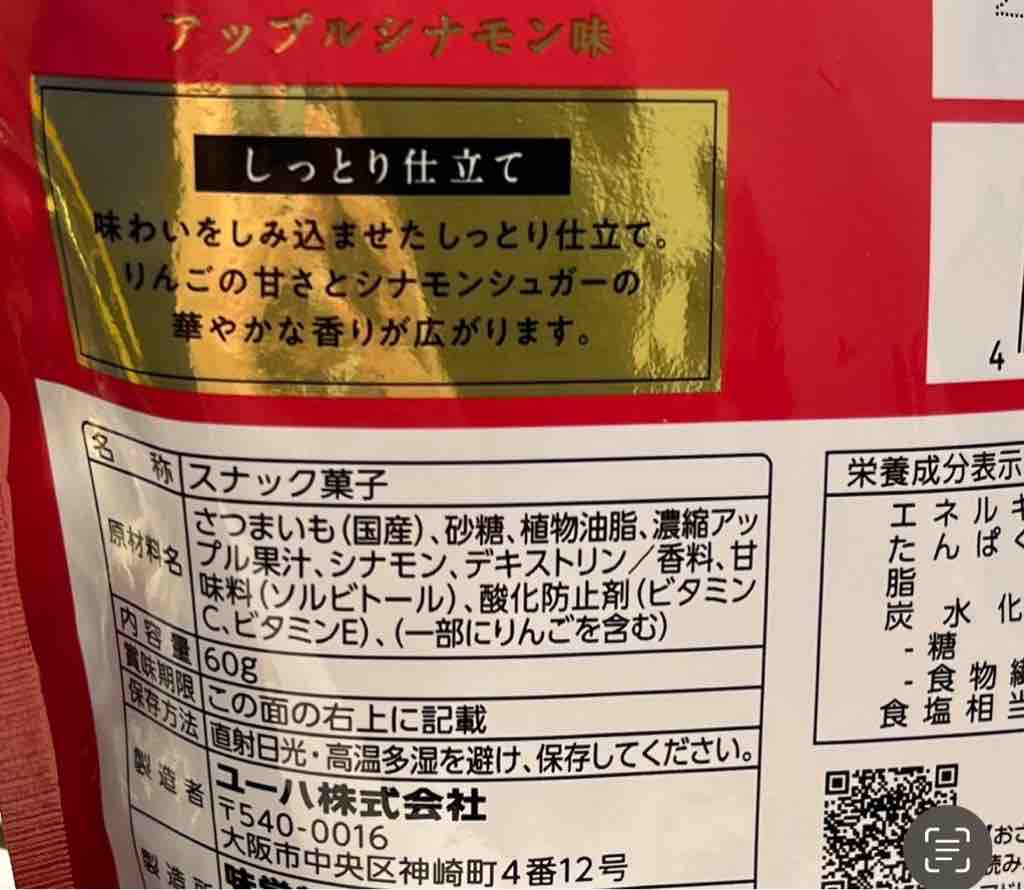 アップルシナモン味
しっとり仕立て
味わいをしみ込ませたしっとり仕立て。
りんごの甘さとシナモンシュガーの
華やかな香りが広がります。
4
名称 スナック菓子
原材料名 さつまいも(国産)、砂糖、植物油脂、濃縮アッ
プル果汁、シナモン、デキストリン/香料、甘
味料(ソルビトール)、酸化防止剤(ビタミン
C、ビタミンE)、(一部にりんごを含む)
内容量 60g
賞味期限 この面の右上に記載
保存方法 直射日光・高温多湿を避け、保存してください。
製造者 ユーハ株式会社
〒540-0016
大阪市中央区神崎町4番12号
製造所
栄養成分表示
エネルギ
たんぱく
脂
炭水化
-糖
-食物繊
食塩相当